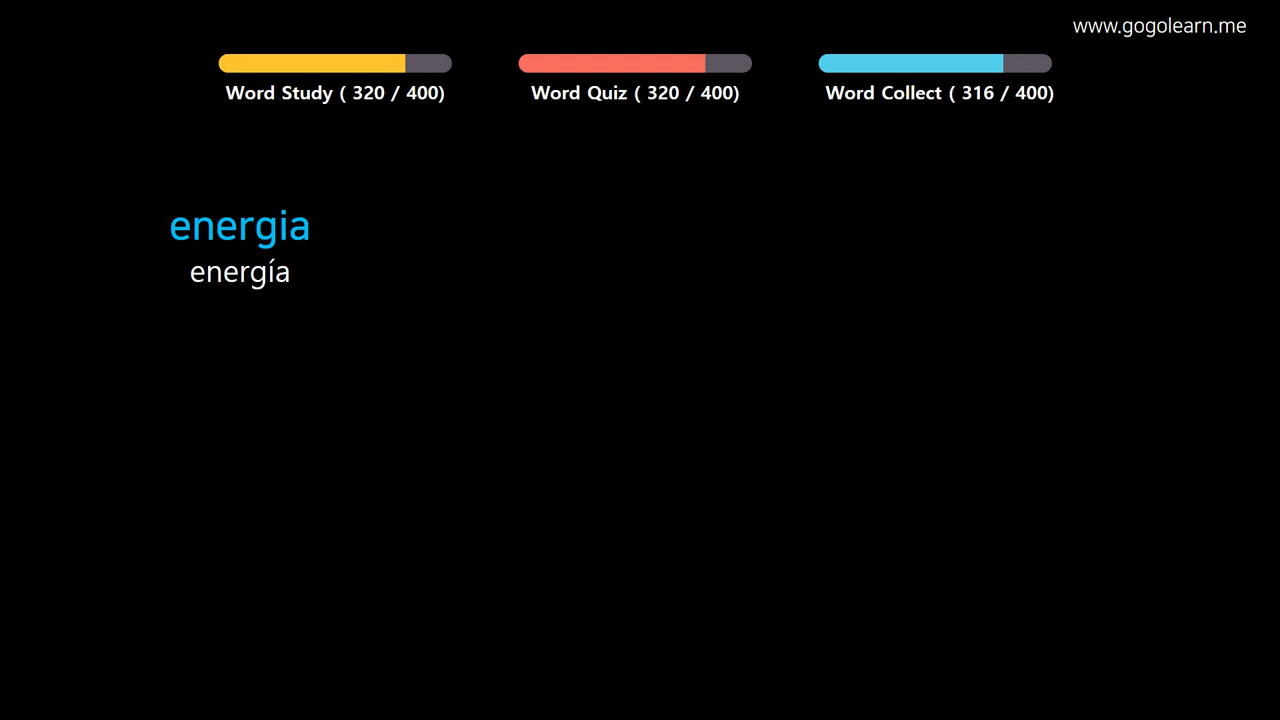 www.gogolearn.me
Word Study ( 320 / 400)
Word Quiz ( 320 / 400)
Word Collect ( 316 / 400)
energia
energía